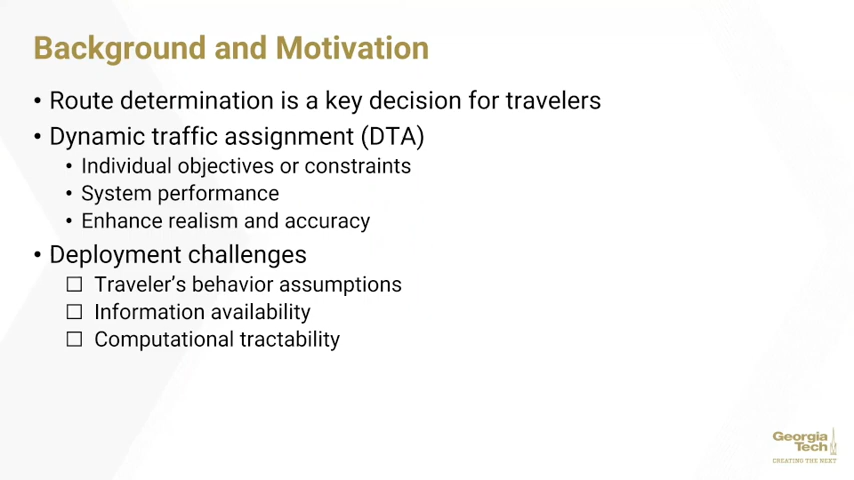 Background and Motivation
• Route determination is a key decision for travelers
• Dynamic traffic assignment (DTA)
• Individual objectives or constraints
• System performance
• Enhance realism and accuracy
• Deployment challenges
☐ Traveler’s behavior assumptions
☐ Information availability
☐ Computational tractability
Georgia
Tech
CREATING THE NEXT